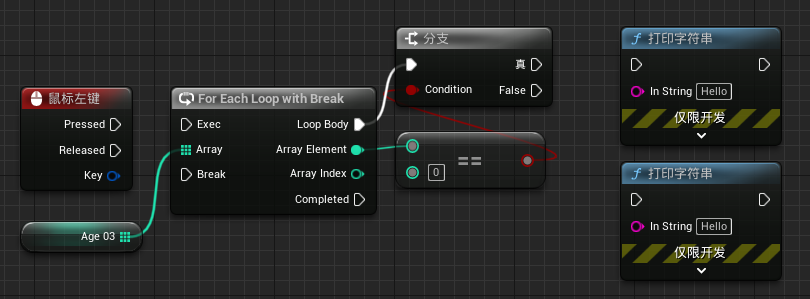 鼠标左键
Pressed
Released
Key
Age 03
For Each Loop with Break
Exec
Loop Body
Array
Array Element
Break
Array Index
Completed
分支
真
Condition
False
==
0
打印字符串
In String Hello
仅限开发
打印字符串
In String Hello
仅限开发